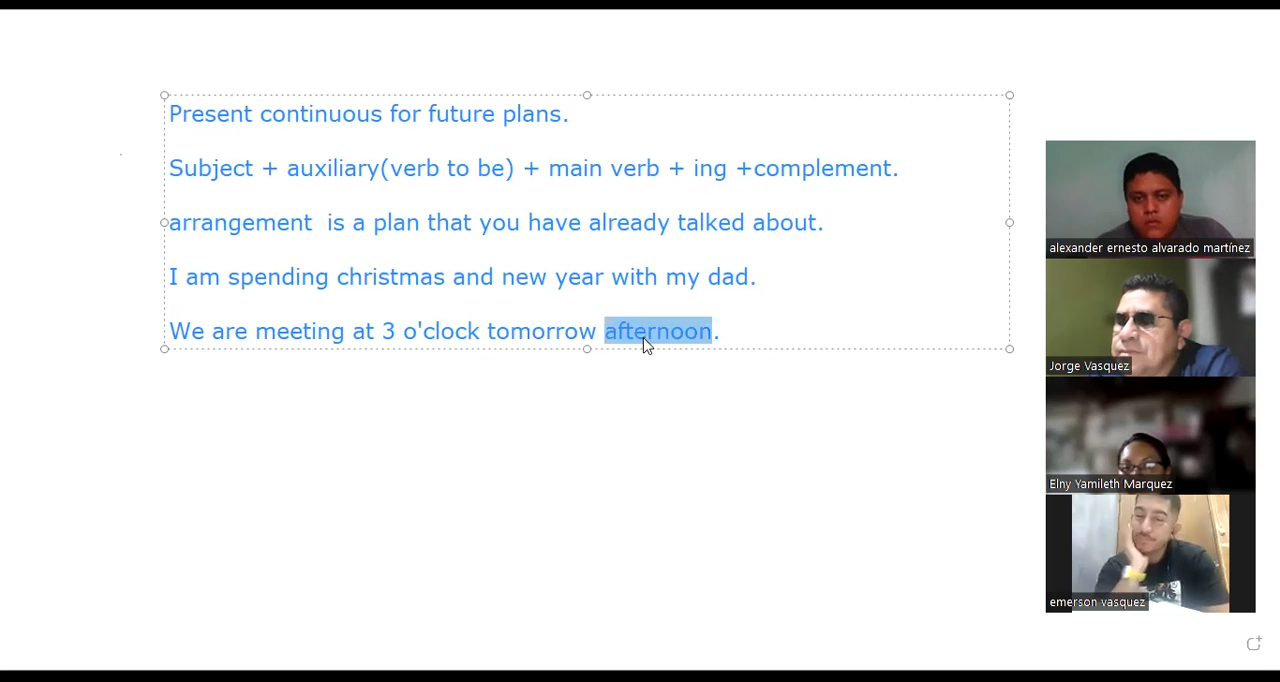 Present continuous for future plans.
Subject + auxiliary(verb to be) + main verb + ing +complement.
arrangement  is a plan that you have already talked about.
I am spending christmas and new year with my dad.
We are meeting at 3 o'clock tomorrow afternoon.
alexander ernesto alvarado martínez
Jorge Vasquez
Elny Yamileth Marquez
emerson vasquez